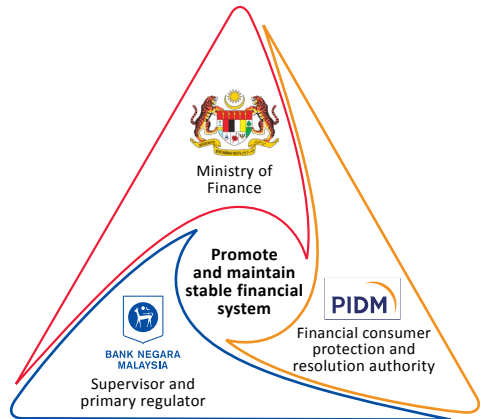 Ministry of
Finance
Promote
and maintain
stable financial
system
PIDM
Financial consumer
protection and
resolution authority
BANK NEGARA
MALAYSIA
Supervisor and
primary regulator